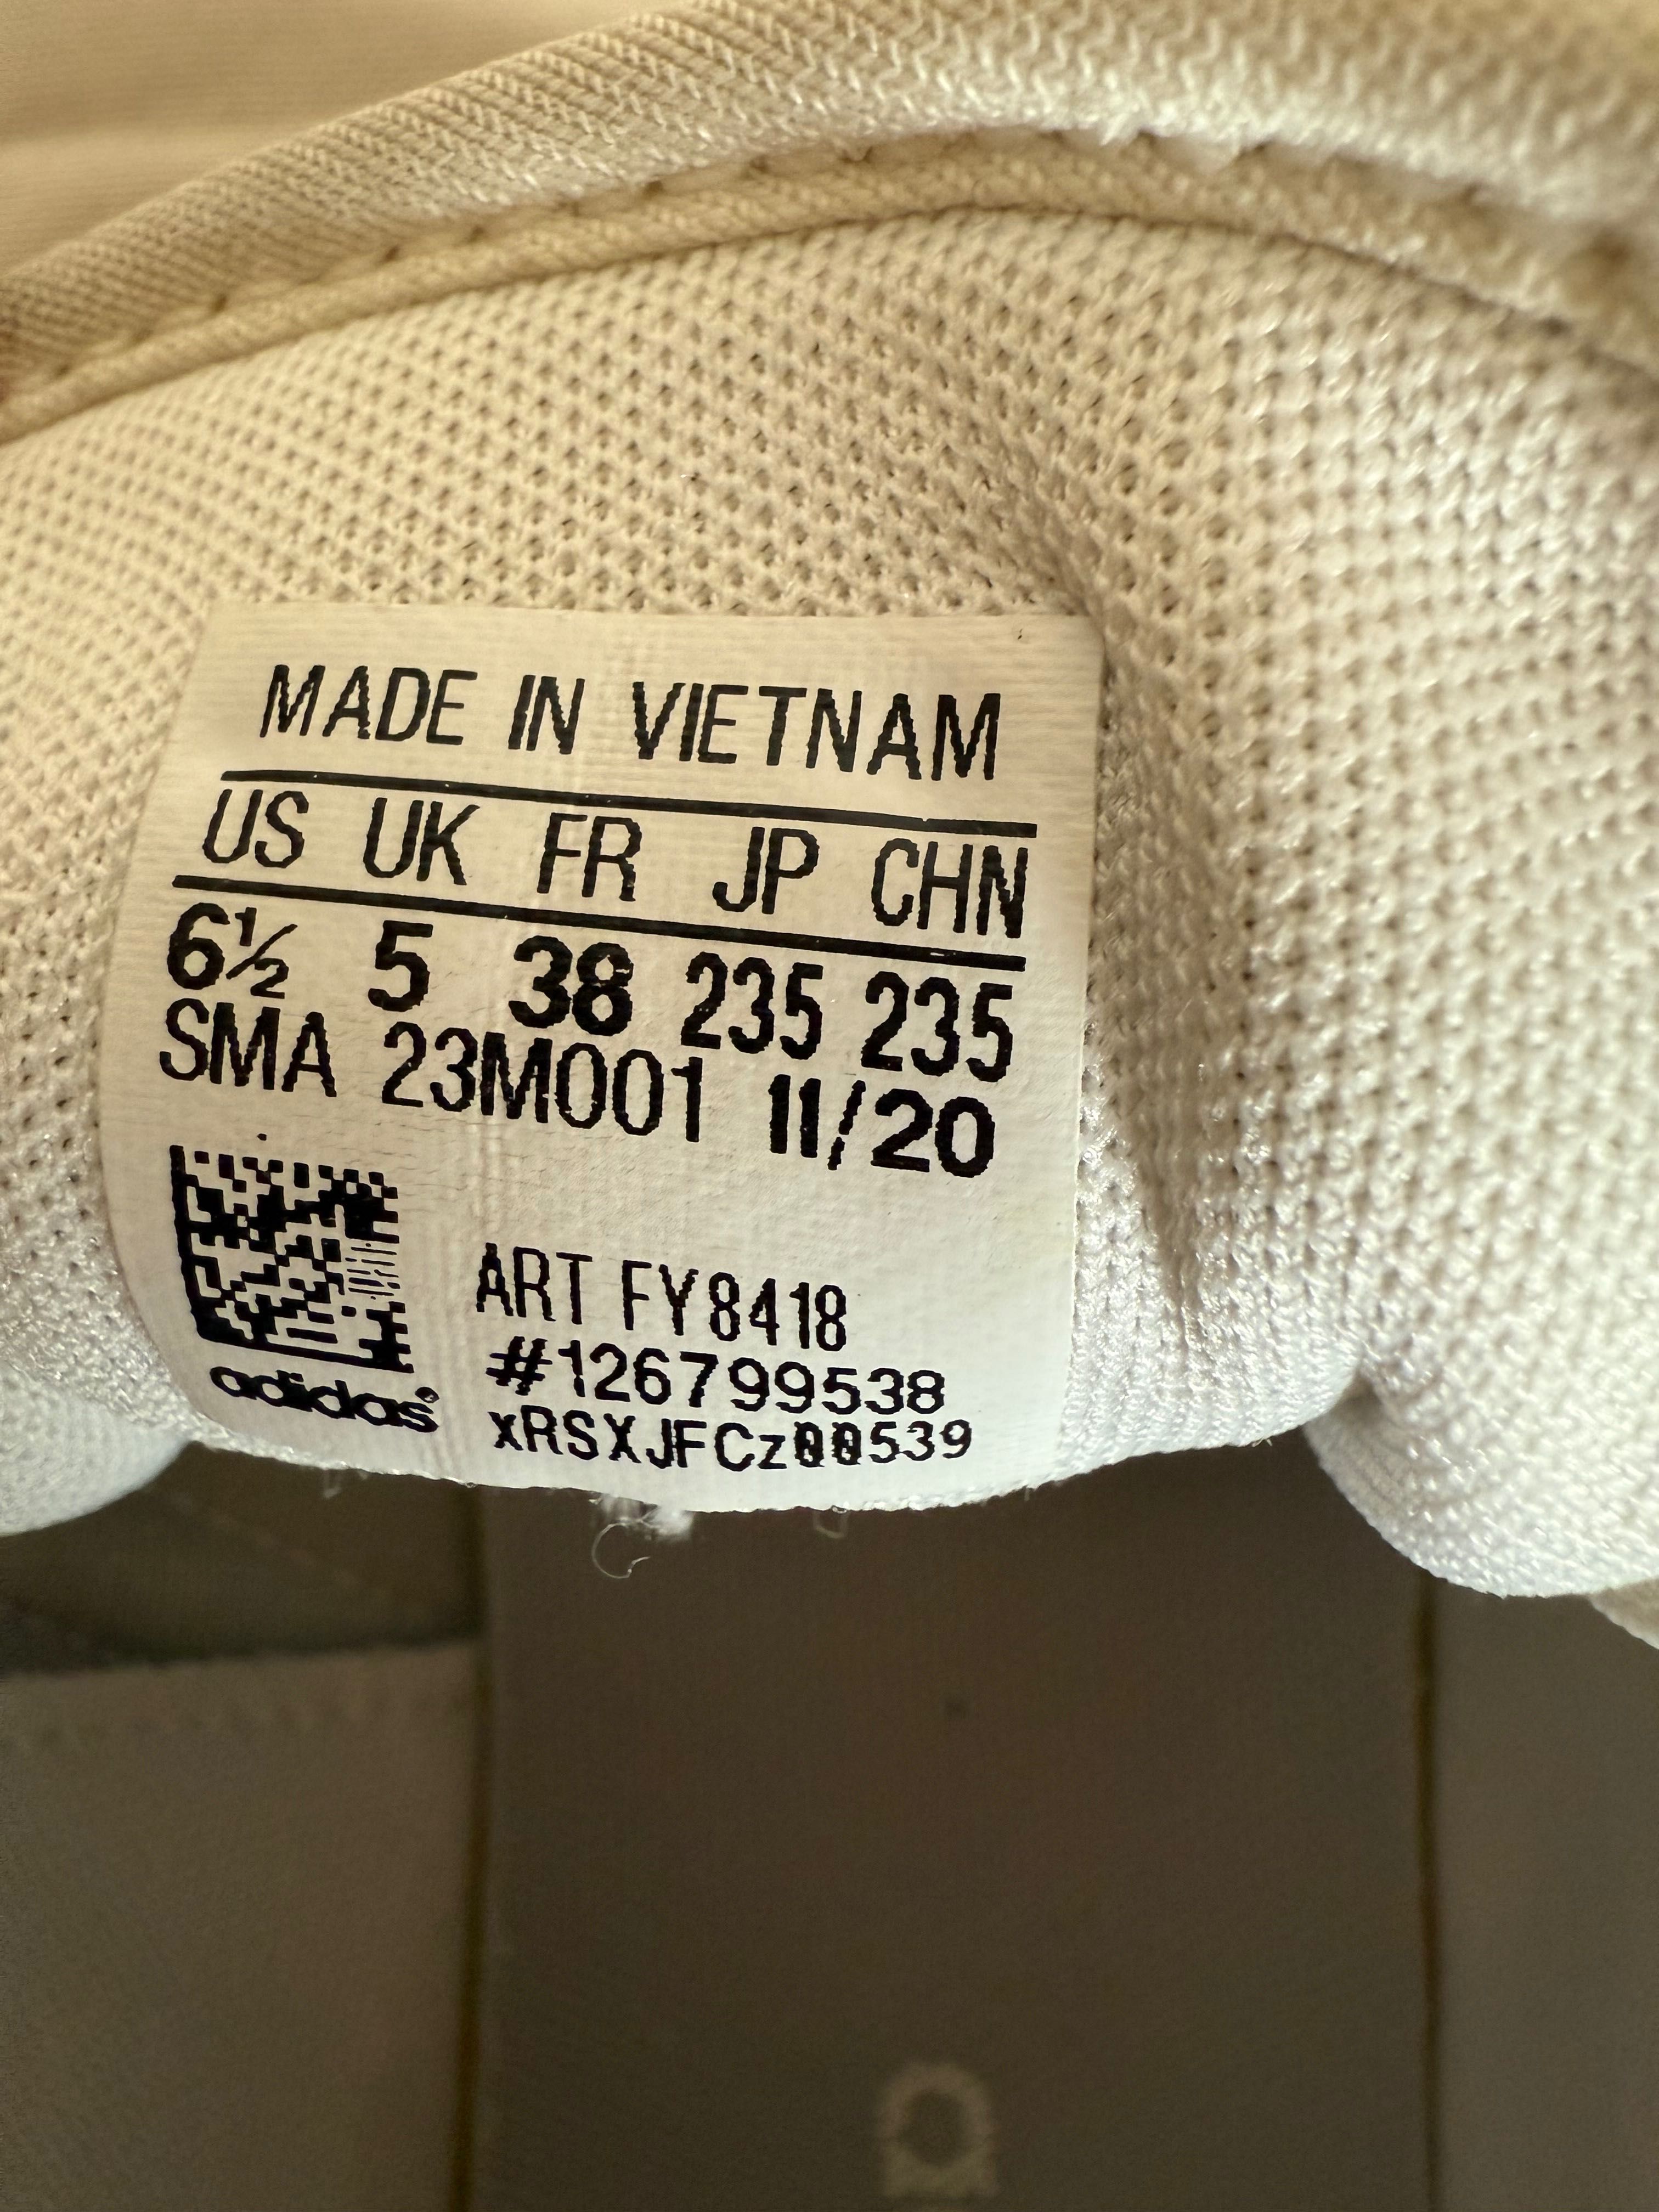 MADE IN VIETNAM
US UK FR JP CHN
6½ 5 38 235 235
SMA 23M001 11/20
ART FY8418
#126799538
xRSXJFCz00539
adidas®